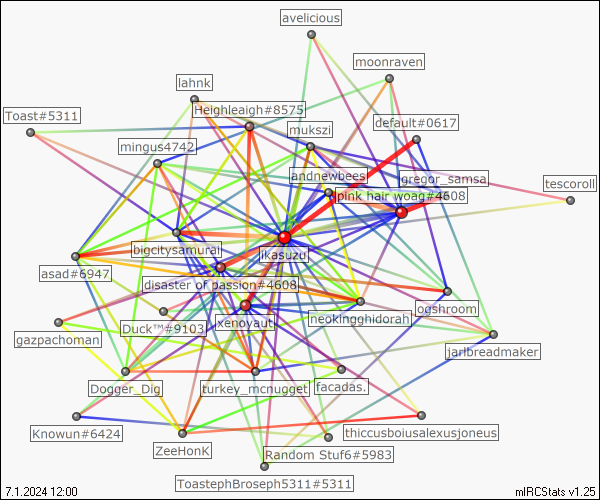 avelicious
moonraven
lahnk
Heighleaigh#8575
Toast#5311
default#0617
mukszi
mingus4742
andnewbees
gregor_samsa
tescoroll
pink hair woag#4608
bigcitysamurai
ikasuzu
asad#6947
disaster of passion#4608
ogshroom
neokingghidorah
Duck™#9103
xenoyaut
gazpachoman
jarlbreadmaker
Dogger_Dig
turkey_mcnugget
facadas.
Knowun#6424
thiccusboiusalexusjoneus
ZeeHonK
Random Stuf6#5983
ToastephBroseph5311#5311
7.1.2024 12:00
mIRCStats v1.25